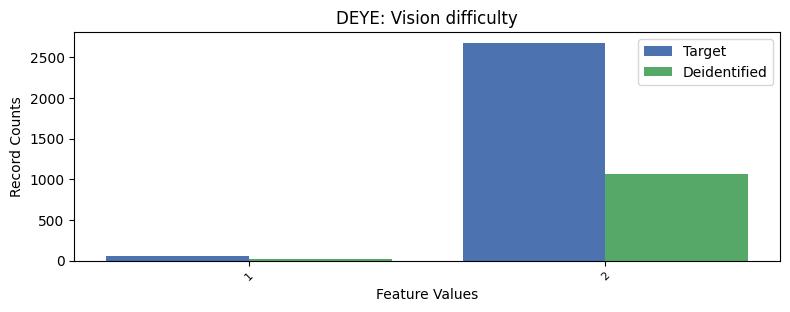 DEYE: Vision difficulty
Target
Deidentified
Record Counts
2500
2000
1500
1000
500
0
1
2
Feature Values